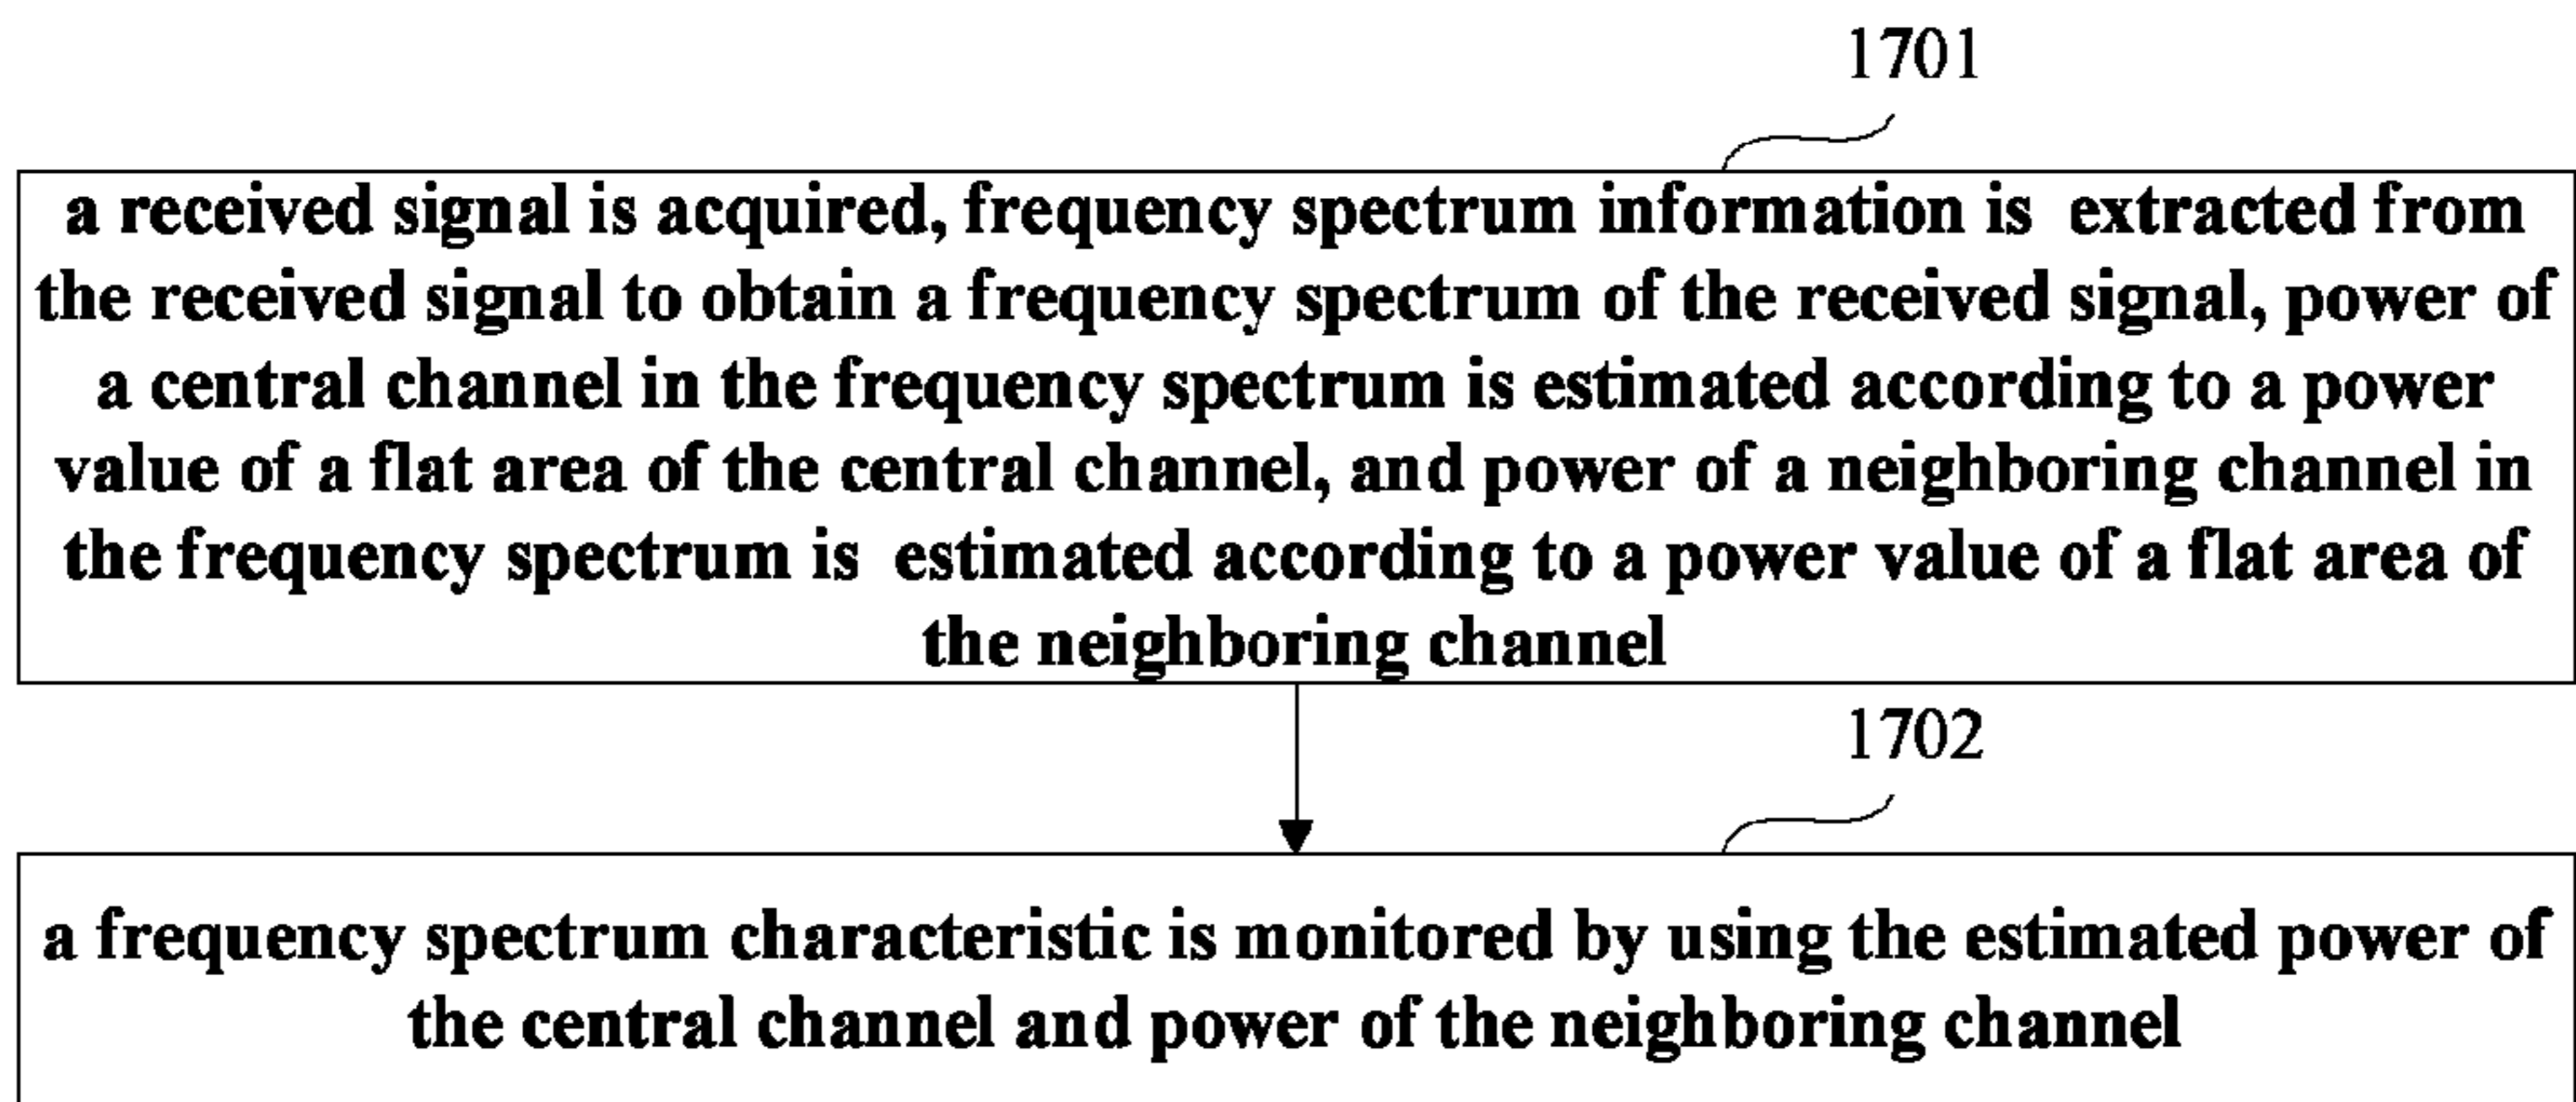 1701
a received signal is acquired, frequency spectrum information is extracted from
the received signal to obtain a frequency spectrum of the received signal, power of
a central channel in the frequency spectrum is estimated according to a power
value of a flat area of the central channel, and power of a neighboring channel in
the frequency spectrum is estimated according to a power value of a flat area of
the neighboring channel
1702
a frequency spectrum characteristic is monitored by using the estimated power of
the central channel and power of the neighboring channel